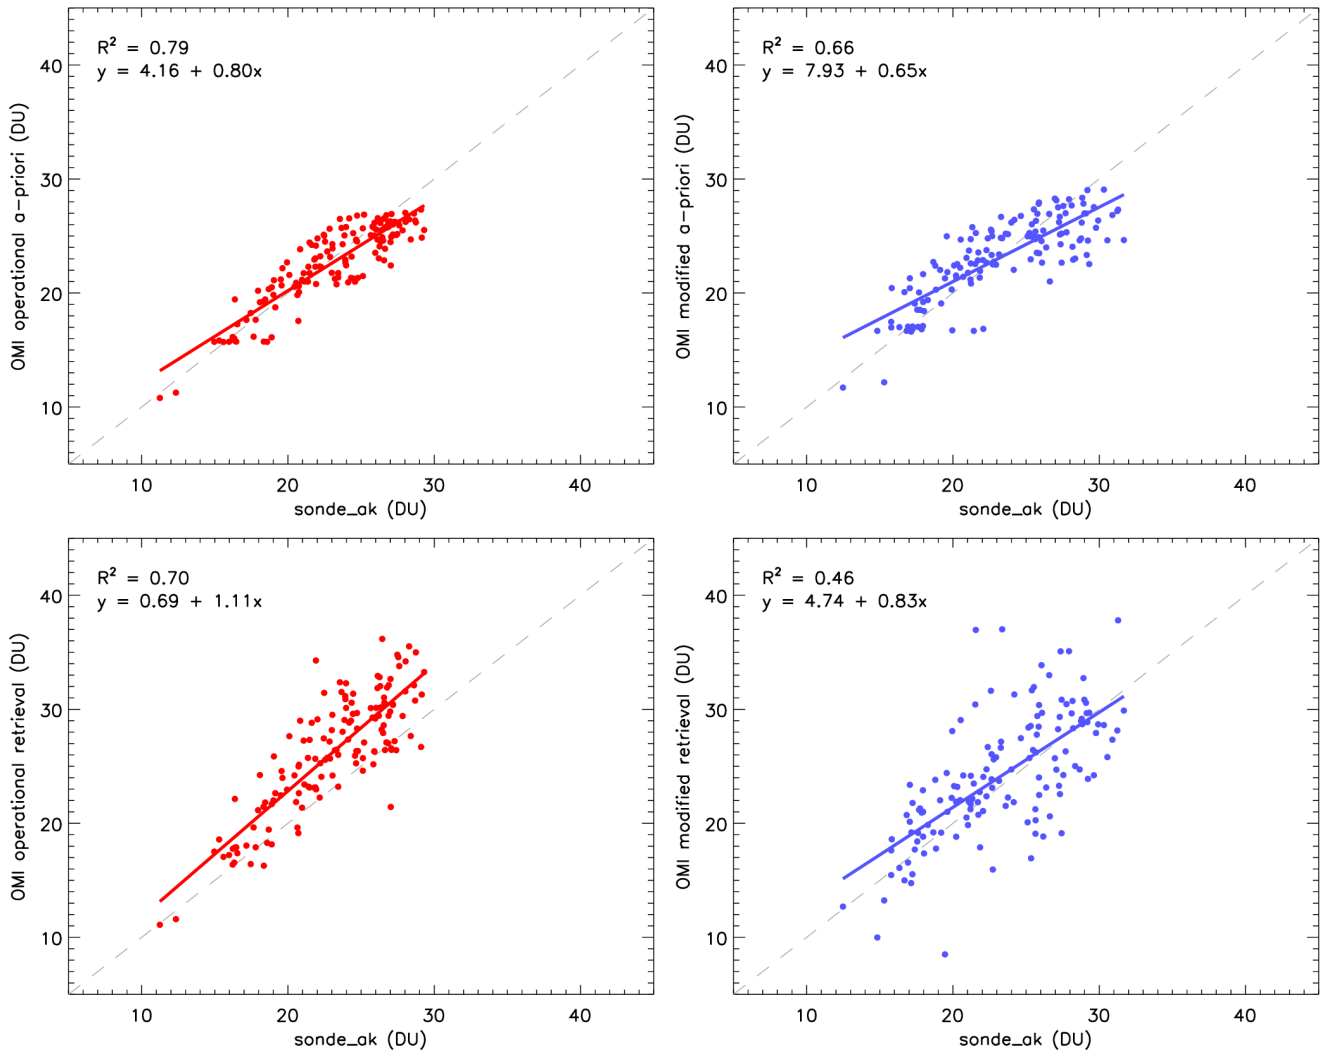 R² = 0.79
y = 4.16 + 0.80x
40
30
20
10
OMI operational a-priori (DU)
10 20 30 40
sonde_ak (DU)
R² = 0.66
y = 7.93 + 0.65x
40
30
20
10
OMI modified a-priori (DU)
10 20 30 40
sonde_ak (DU)
R² = 0.70
y = 0.69 + 1.11x
40
30
20
10
OMI operational retrieval (DU)
10 20 30 40
sonde_ak (DU)
R² = 0.46
y = 4.74 + 0.83x
40
30
20
10
OMI modified retrieval (DU)
10 20 30 40
sonde_ak (DU)